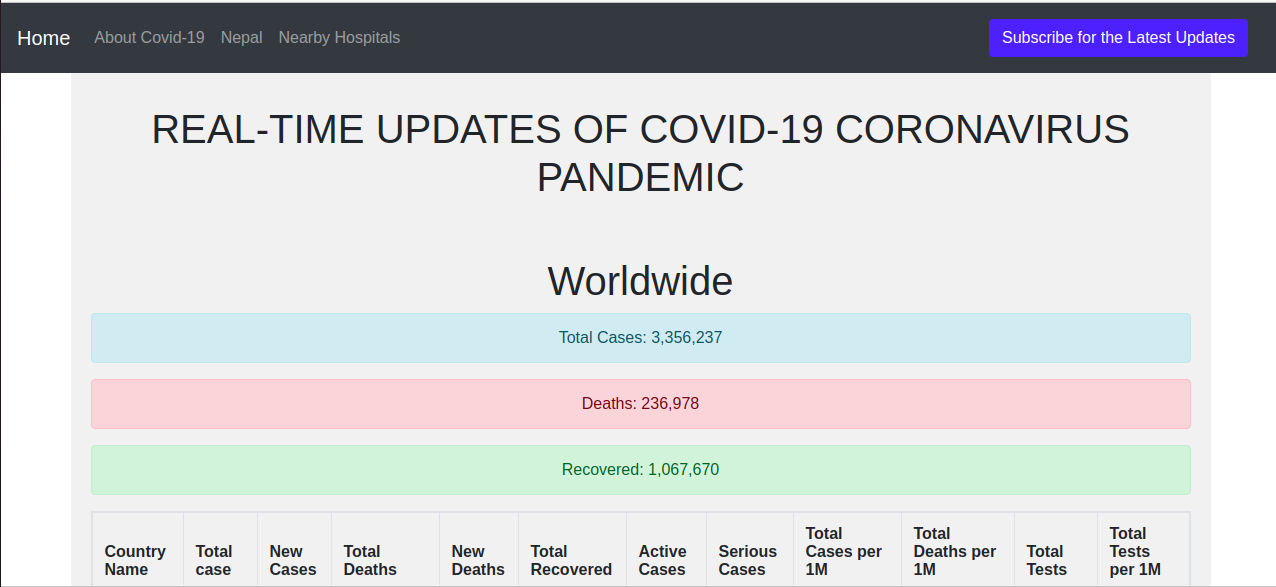 Home About Covid-19 Nepal Nearby Hospitals Subscribe for the Latest Updates
REAL-TIME UPDATES OF COVID-19 CORONAVIRUS
PANDEMIC
Worldwide
Total Cases: 3,356,237
Deaths: 236,978
Recovered: 1,067,670
Country Name Total case New Cases Total Deaths New Deaths Total Recovered Active Cases Serious Cases Total Cases per 1M Total Deaths per 1M Total Tests Total Tests per 1M